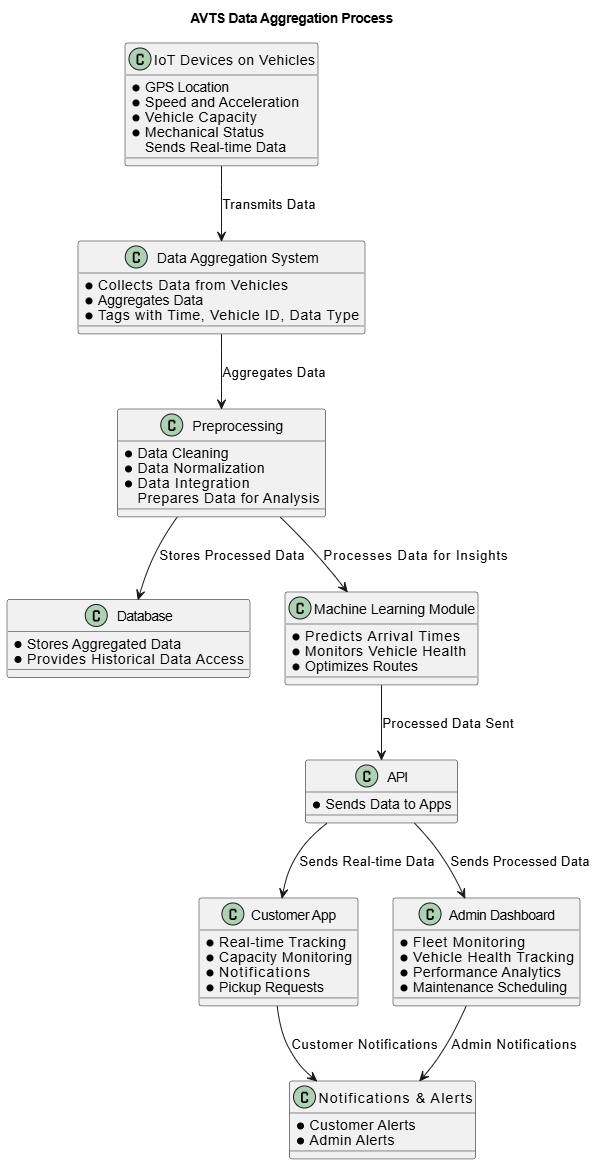 AVTS Data Aggregation Process
C IoT Devices on Vehicles
● GPS Location
● Speed and Acceleration
● Vehicle Capacity
● Mechanical Status
Sends Real-time Data
Transmits Data
C Data Aggregation System
● Collects Data from Vehicles
● Aggregates Data
● Tags with Time, Vehicle ID, Data Type
Aggregates Data
C Preprocessing
● Data Cleaning
● Data Normalization
● Data Integration
Prepares Data for Analysis
Stores Processed Data
Processes Data for Insights
C Database
● Stores Aggregated Data
● Provides Historical Data Access
C Machine Learning Module
● Predicts Arrival Times
● Monitors Vehicle Health
● Optimizes Routes
Processed Data Sent
C API
● Sends Data to Apps
Sends Real-time Data
Sends Processed Data
C Customer App
● Real-time Tracking
● Capacity Monitoring
● Notifications
● Pickup Requests
C Admin Dashboard
● Fleet Monitoring
● Vehicle Health Tracking
● Performance Analytics
● Maintenance Scheduling
Customer Notifications
Admin Notifications
C Notifications & Alerts
● Customer Alerts
● Admin Alerts